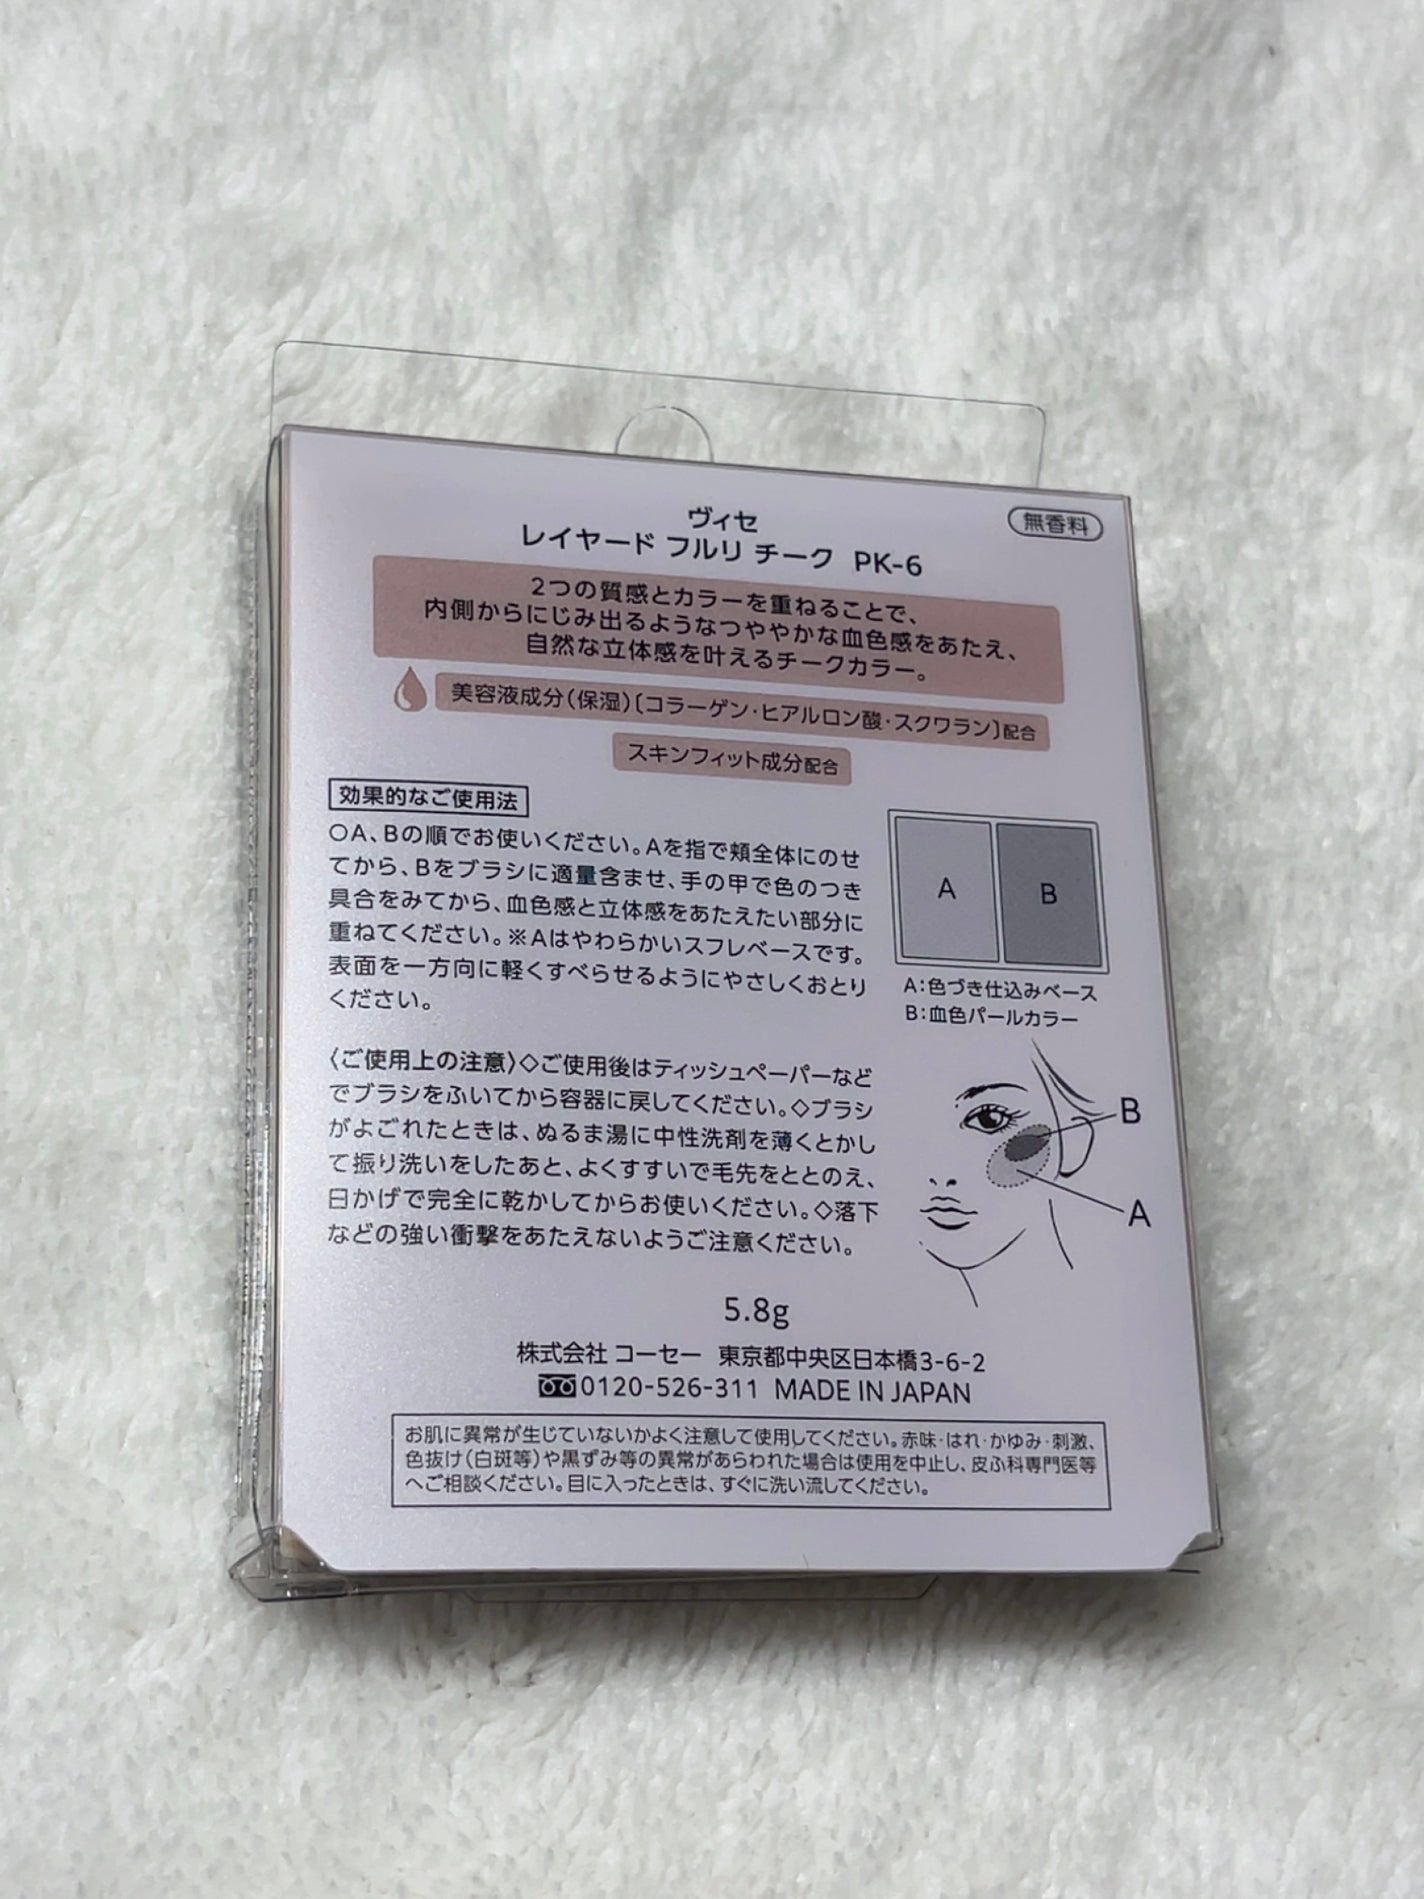 ヴィセ
レイヤード フルリ チーク PK-6
無香料
2つの質感とカラーを重ねることで、
内側からにじみ出るようなつややかな血色感をあたえ、
自然な立体感を叶えるチークカラー。
美容液成分(保湿)〔コラーゲン・ヒアルロン酸・スクワラン〕配合
スキンフィット成分配合
効果的なご使用法
○A、Bの順でお使いください。Aを指で頬全体にのせ
てから、Bをブラシに適量含ませ、手の甲で色のつき
具合をみてから、血色感と立体感をあたえたい部分に
重ねてください。※Aはやわらかいスフレベースです。
表面を一方向に軽くすべらせるようにやさしくおとり
ください。
A
B
A:色づき仕込みベース
B:血色パールカラー
〈ご使用上の注意〉◇ご使用後はティッシュペーパーなど
でブラシをふいてから容器に戻してください。◇ブラシ
がよごれたときは、ぬるま湯に中性洗剤を薄くとかし
て振り洗いをしたあと、よくすすいで毛先をととのえ、
日かげで完全に乾かしてからお使いください。◇落下
などの強い衝撃をあたえないようご注意ください。
B
A
5.8g
株式会社 コーセー 東京都中央区日本橋3-6-2
0120-526-311 MADE IN JAPAN
お肌に異常が生じていないかよく注意して使用してください。赤味・はれ・かゆみ・刺激、
色抜け(白斑等)や黒ずみ等の異常があらわれた場合は使用を中止し、皮ふ科専門医等
へご相談ください。目に入ったときは、すぐに洗い流してください。